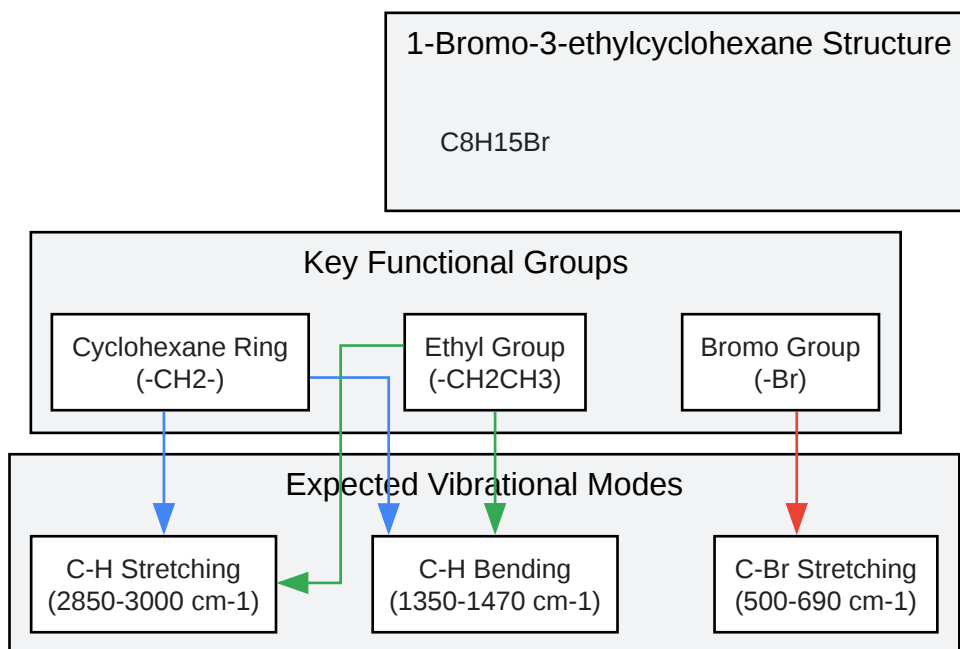 1-Bromo-3-ethylcyclohexane Structure
C8H15Br
Key Functional Groups
Cyclohexane Ring
(-CH2-)
Ethyl Group
(-CH2CH3)
Bromo Group
(-Br)
Expected Vibrational Modes
C-H Stretching
(2850-3000 cm-1)
C-H Bending
(1350-1470 cm-1)
C-Br Stretching
(500-690 cm-1)